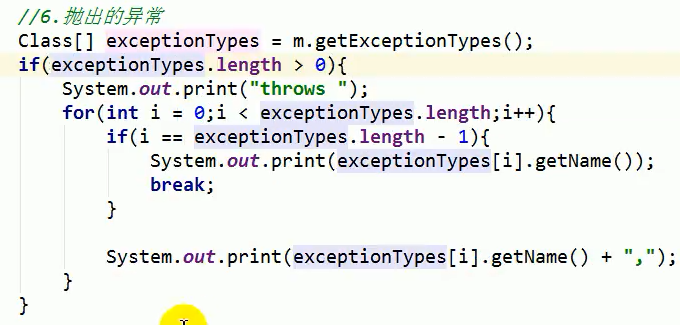 //6.抛出的异常
Class[] exceptionTypes = m.getExceptionTypes();
if(exceptionTypes.length > 0){
    System.out.print("throws ");
    for(int i = 0;i < exceptionTypes.length;i++){
        if(i == exceptionTypes.length - 1){
            System.out.print(exceptionTypes[i].getName());
            break;
        }

        System.out.print(exceptionTypes[i].getName() + ",");
    }
}